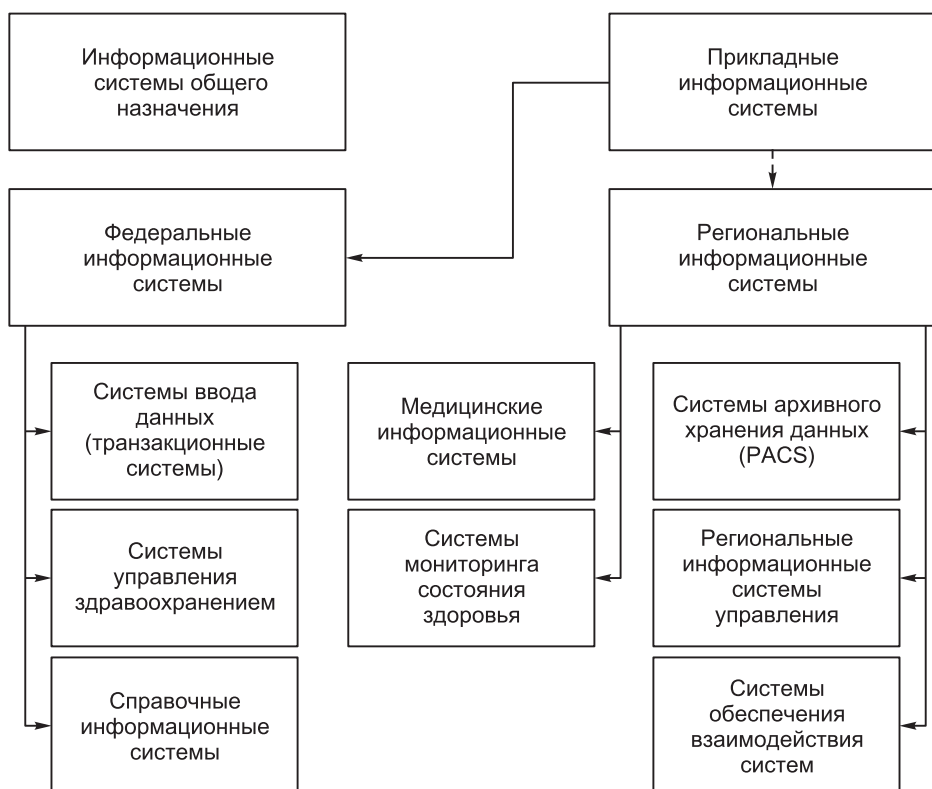 Информационные
системы общего
назначения
Прикладные
информационные
системы
Федеральные
информационные
системы
Региональные
информационные
системы
Системы ввода
данных
(транзакционные
системы)
Медицинские
информационные
системы
Системы архивного
хранения данных
(PACS)
Системы
управления
здравоохранением
Системы
мониторинга
состояния
здоровья
Региональные
информационные
системы
управления
Справочные
информационные
системы
Системы
обеспечения
взаимодействия
систем